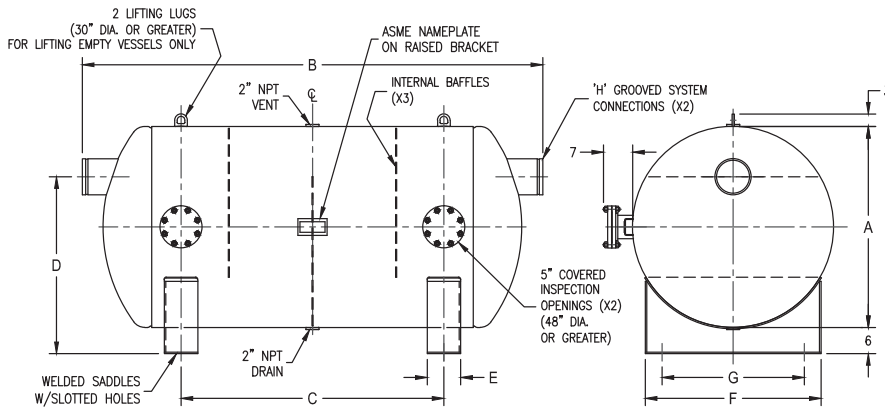 2 LIFTING LUGS
(30" DIA. OR GREATER)
FOR LIFTING EMPTY VESSELS ONLY
B
2" NPT
VENT
℄
ASME NAMEPLATE
ON RAISED BRACKET
INTERNAL BAFFLES
(X3)
'H' GROOVED SYSTEM
CONNECTIONS (X2)
7
A
D
5" COVERED
INSPECTION
OPENINGS (X2)
(48" DIA.
OR GREATER)
2" NPT
DRAIN
WELDED SADDLES
W/SLOTTED HOLES
C
E
G
F
6